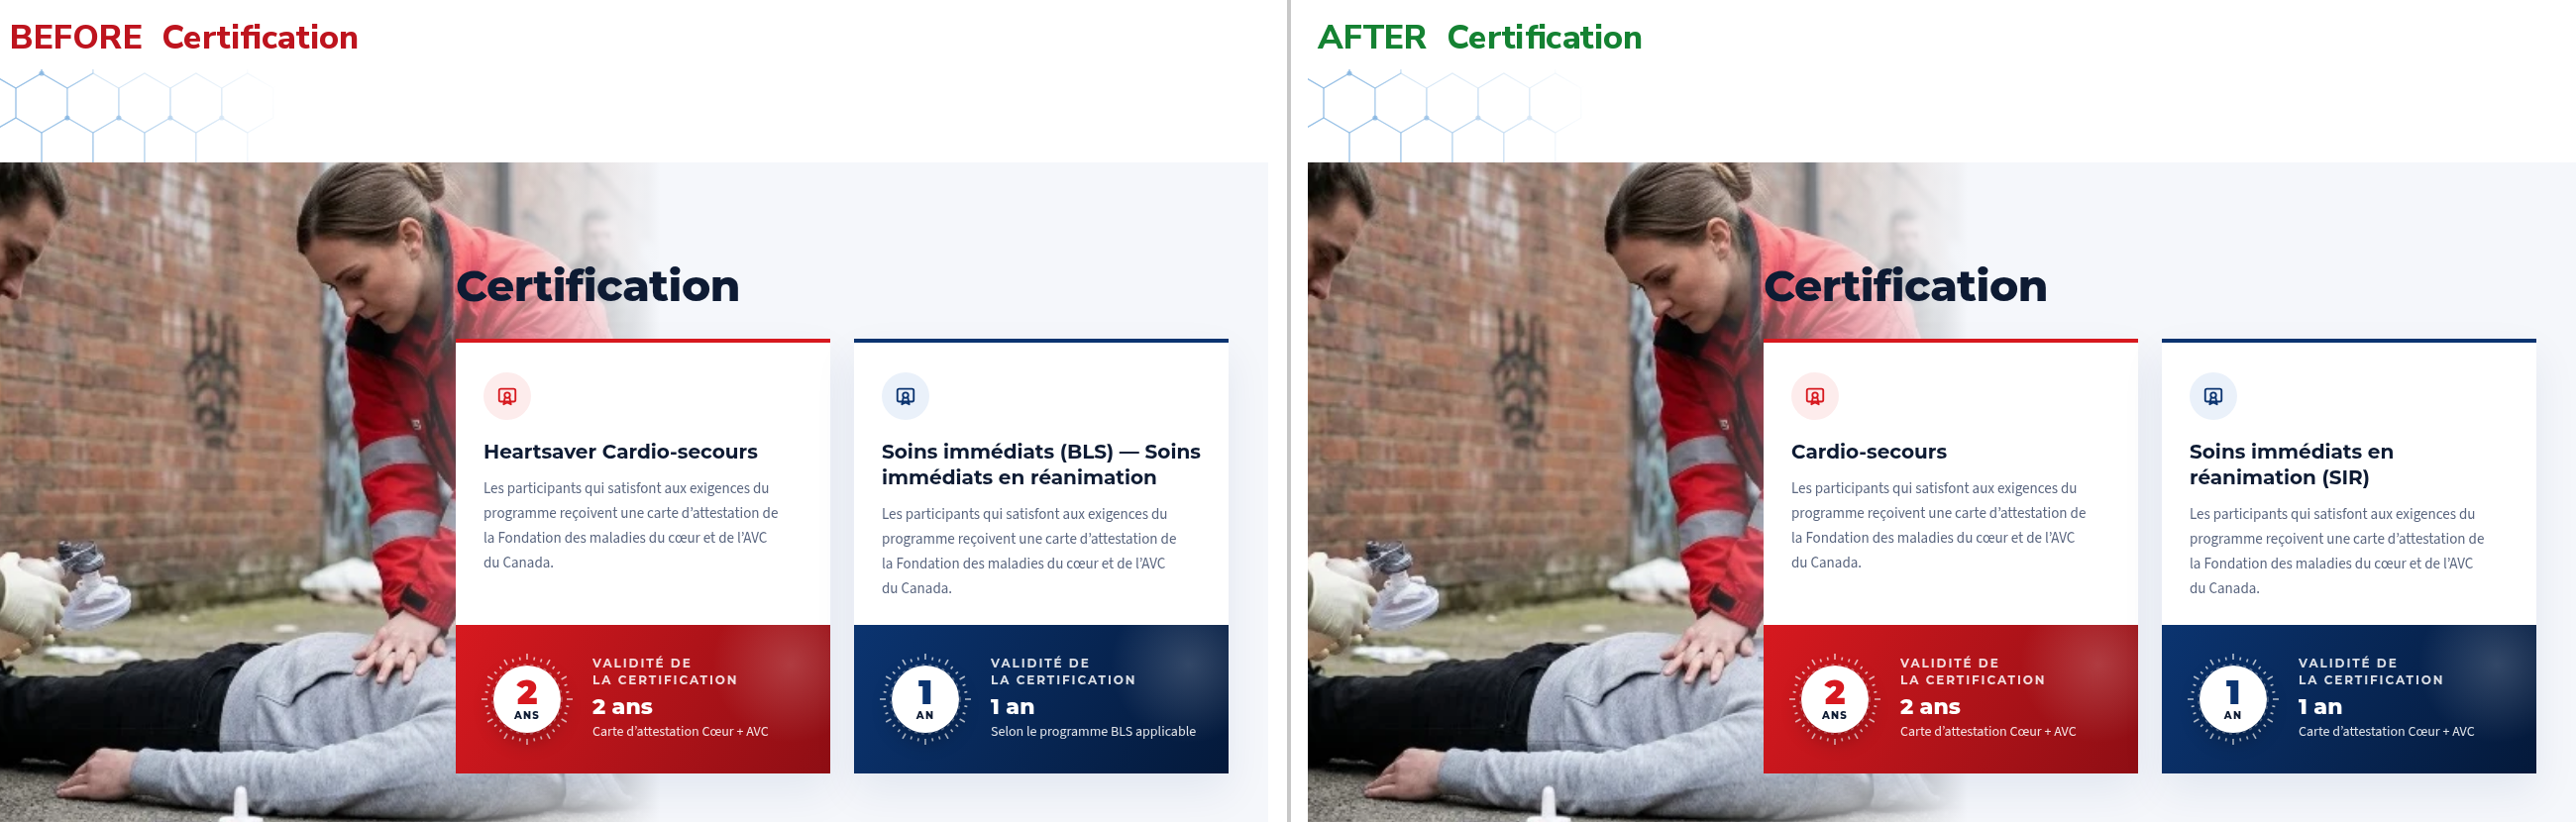 BEFORE Certification
Certification
Heartsaver Cardio-secours
Les participants qui satisfont aux exigences du
programme reçoivent une carte d’attestation de
la Fondation des maladies du cœur et de l’AVC
du Canada.
2
ANS
VALIDITÉ DE
LA CERTIFICATION
2 ans
Carte d’attestation Cœur + AVC
Soins immédiats (BLS) — Soins
immédiats en réanimation
Les participants qui satisfont aux exigences du
programme reçoivent une carte d’attestation de
la Fondation des maladies du cœur et de l’AVC
du Canada.
1
AN
VALIDITÉ DE
LA CERTIFICATION
1 an
Selon le programme BLS applicable
AFTER Certification
Certification
Cardio-secours
Les participants qui satisfont aux exigences du
programme reçoivent une carte d’attestation de
la Fondation des maladies du cœur et de l’AVC
du Canada.
2
ANS
VALIDITÉ DE
LA CERTIFICATION
2 ans
Carte d’attestation Cœur + AVC
Soins immédiats en
réanimation (SIR)
Les participants qui satisfont aux exigences du
programme reçoivent une carte d’attestation de
la Fondation des maladies du cœur et de l’AVC
du Canada.
1
AN
VALIDITÉ DE
LA CERTIFICATION
1 an
Carte d’attestation Cœur + AVC